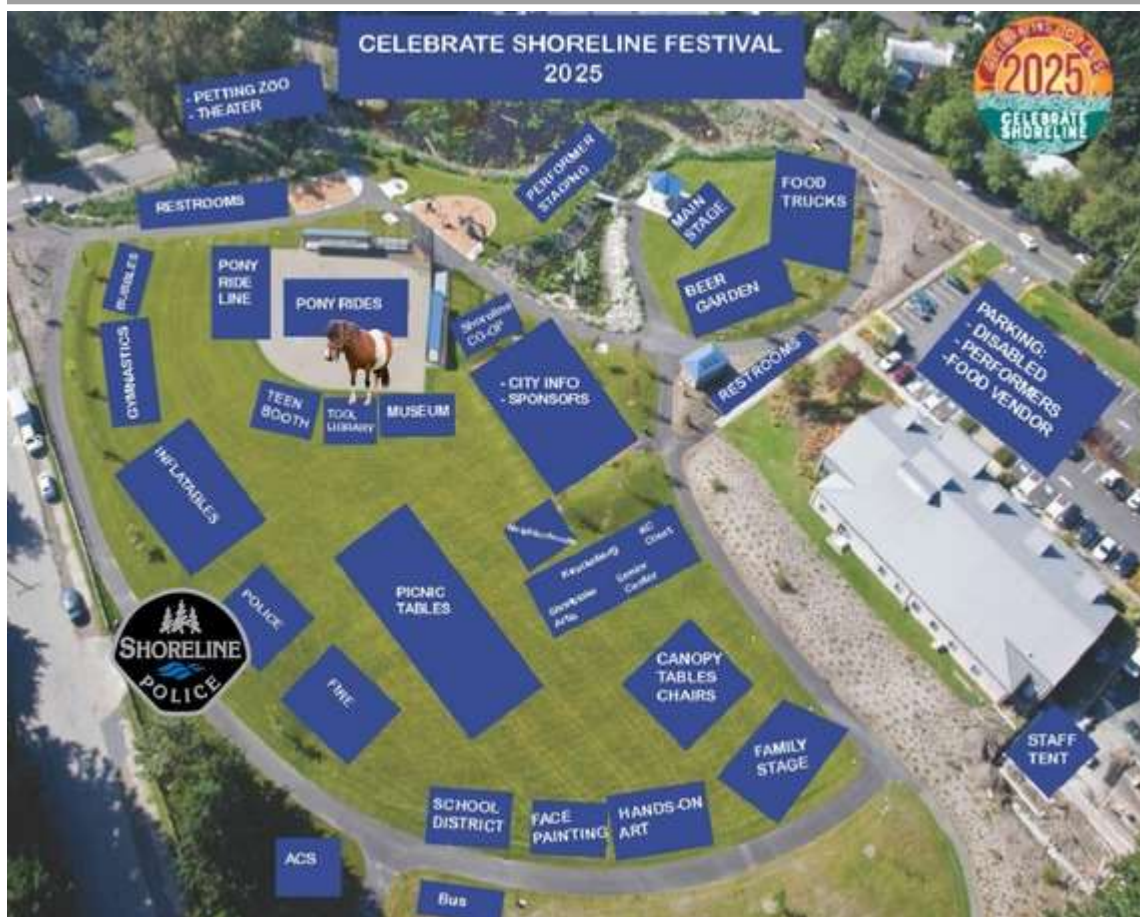 CELEBRATE SHORELINE FESTIVAL
2025
2025
CELEBRATE
SHORELINE
- PETTING ZOO
- THEATER
PERFORMER
STAGING
FOOD
TRUCKS
MAIN
STAGE
RESTROOMS
BUBBLES
PONY
RIDE
LINE
PONY RIDES
BEER
GARDEN
Shoreline
CO-OP
GYMNASTICS
RESTROOMS
PARKING:
- DISABLED
- PERFORMERS
-FOOD VENDOR
- CITY INFO
- SPONSORS
TEEN
BOOTH
TOOL
LIBRARY
MUSEUM
INFLATABLES
Neighborhoods
KC
Court
Senior
Center
Arts
PICNIC
TABLES
POLICE
SHORELINE
POLICE
FIRE
CANOPY
TABLES
CHAIRS
FAMILY
STAGE
STAFF
TENT
SCHOOL
DISTRICT
FACE
PAINTING
HANDS-ON
ART
ACS
Bus